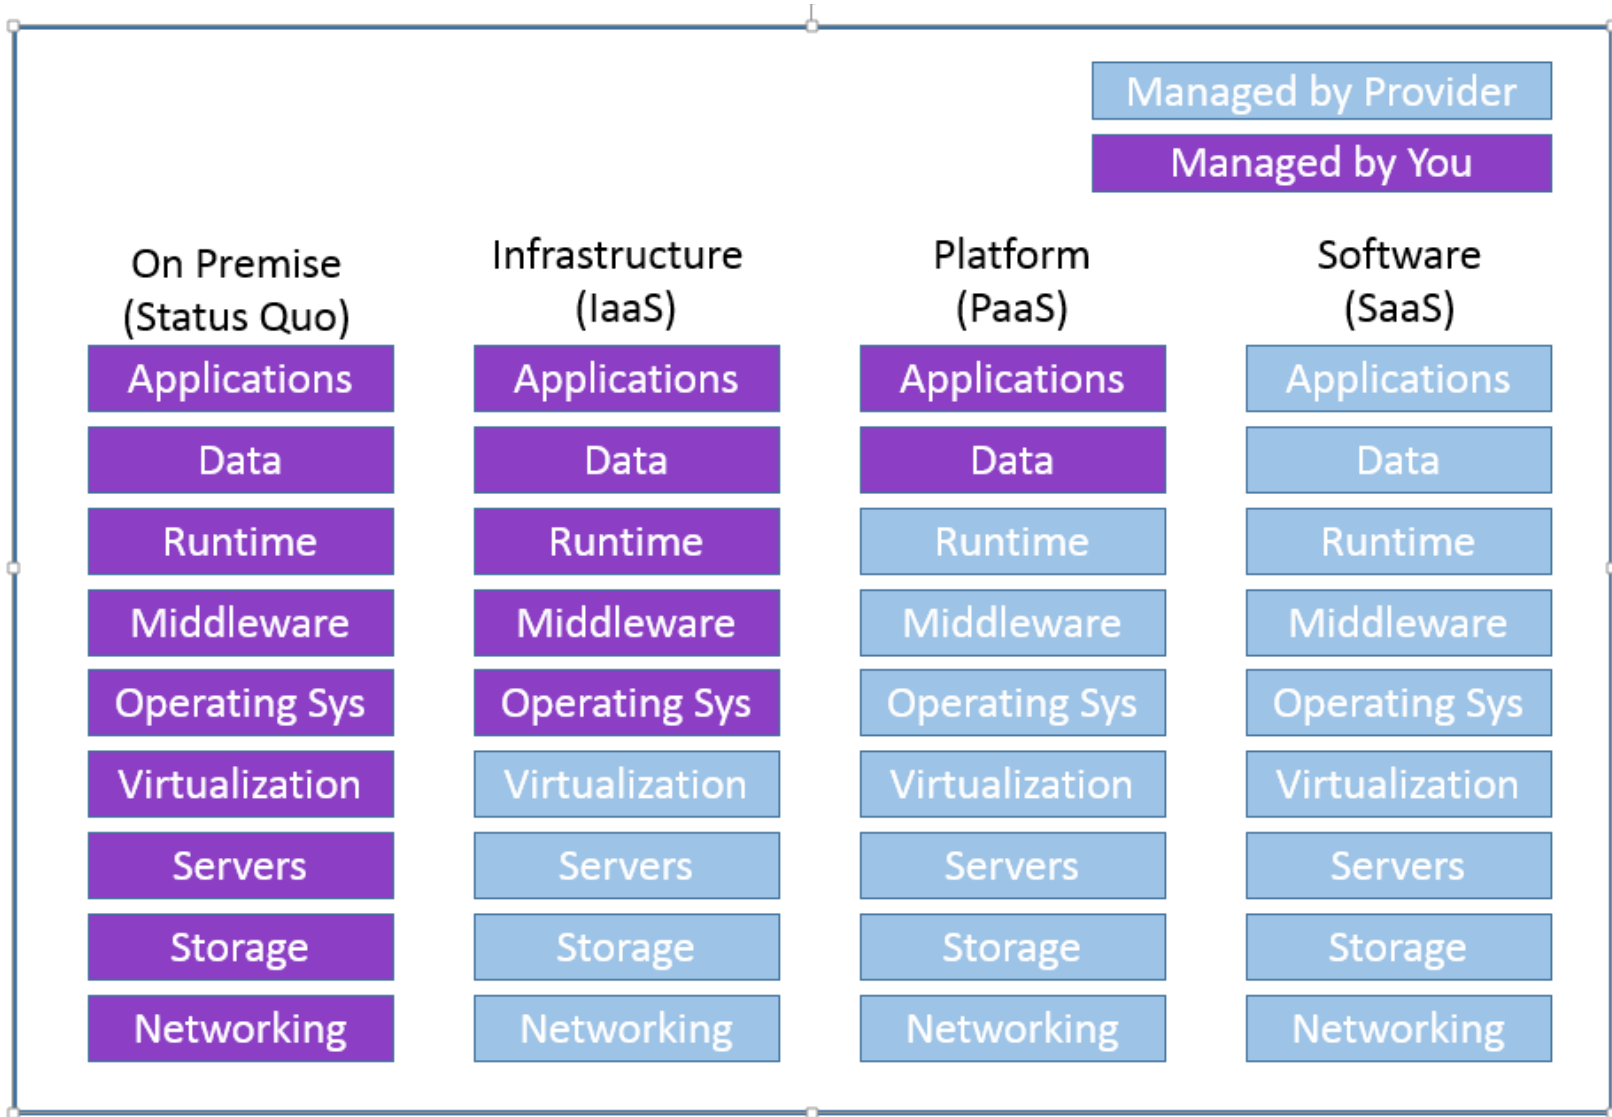 Managed by Provider
Managed by You
On Premise
(Status Quo)
Infrastructure
(IaaS)
Platform
(PaaS)
Software
(SaaS)
Applications
Applications
Applications
Applications
Data
Data
Data
Data
Runtime
Runtime
Runtime
Runtime
Middleware
Middleware
Middleware
Middleware
Operating Sys
Operating Sys
Operating Sys
Operating Sys
Virtualization
Virtualization
Virtualization
Virtualization
Servers
Servers
Servers
Servers
Storage
Storage
Storage
Storage
Networking
Networking
Networking
Networking